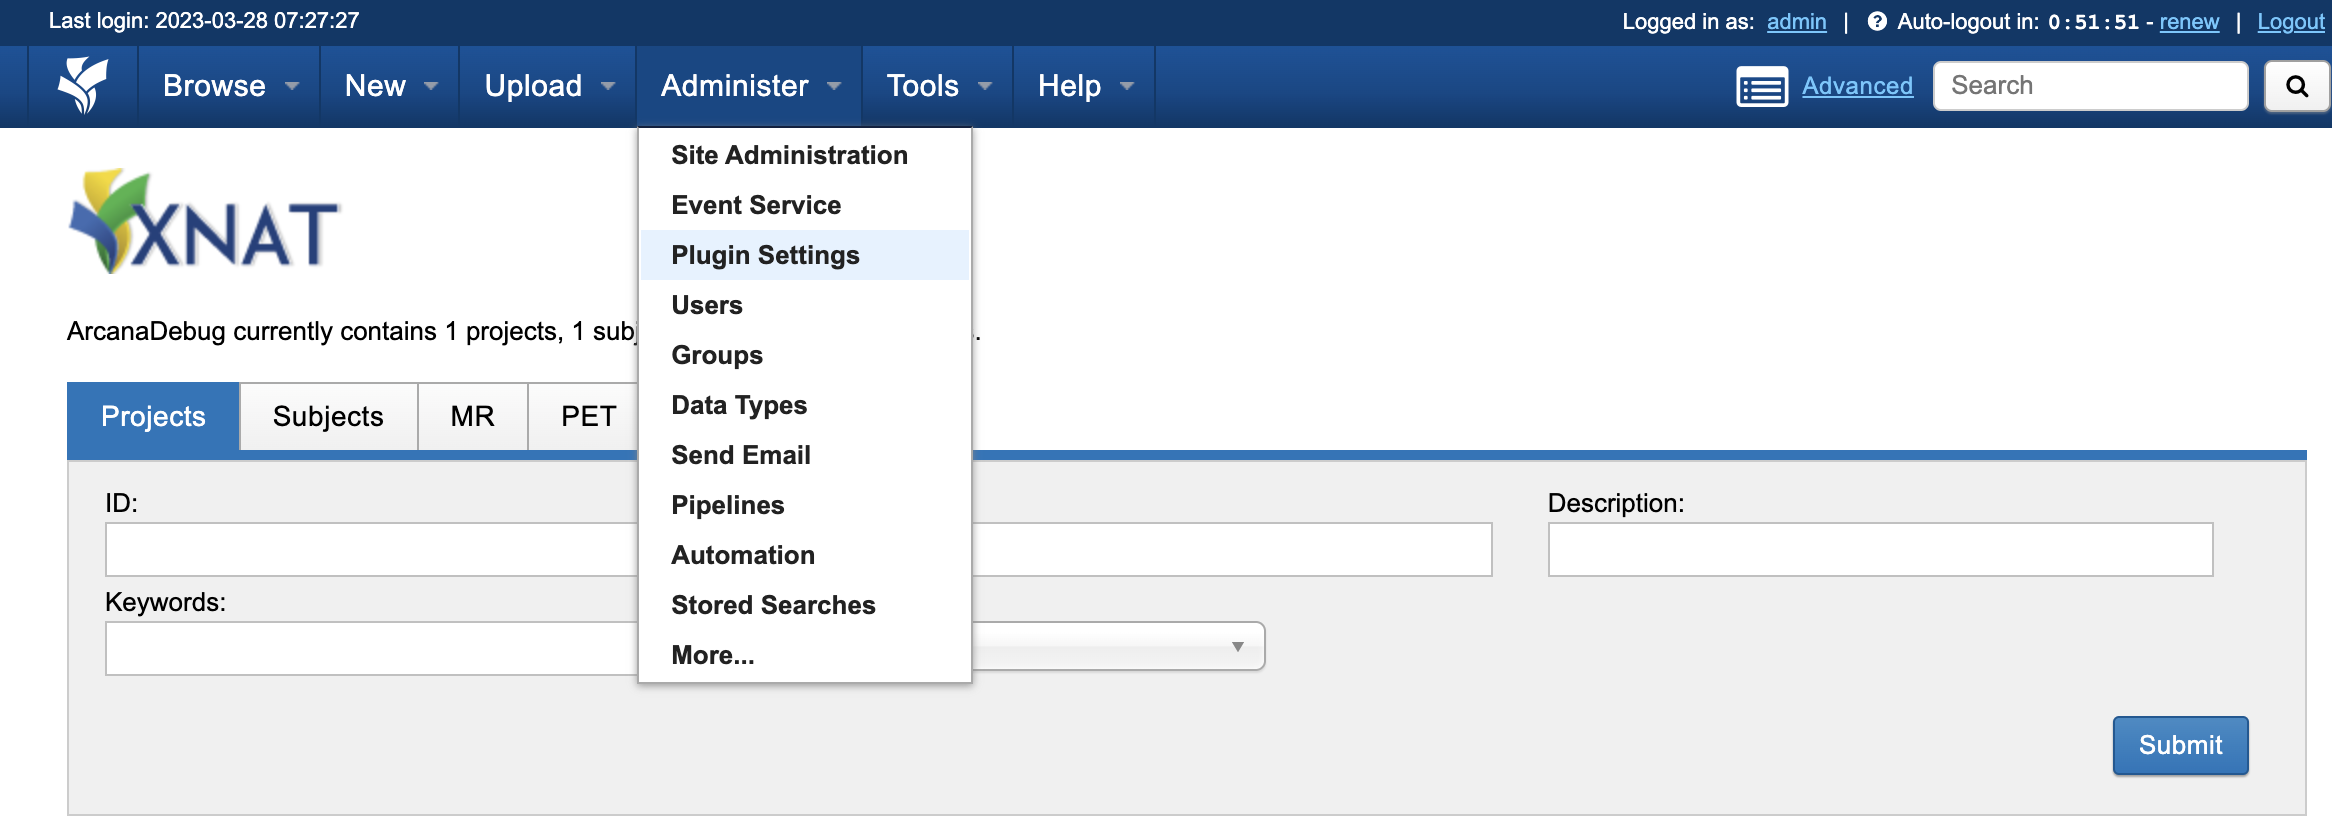 Last login: 2023-03-28 07:27:27
Logged in as: admin | ? Auto-logout in: 0:51:51 - renew | Logout
Browse New Upload Administer Tools Help Advanced Search
Site Administration
Event Service
Plugin Settings
Users
Groups
Data Types
Send Email
Pipelines
Automation
Stored Searches
More...
XNAT
ArcanaDebug currently contains 1 projects, 1
Projects Subjects MR PET
ID:
Description:
Keywords:
Submit